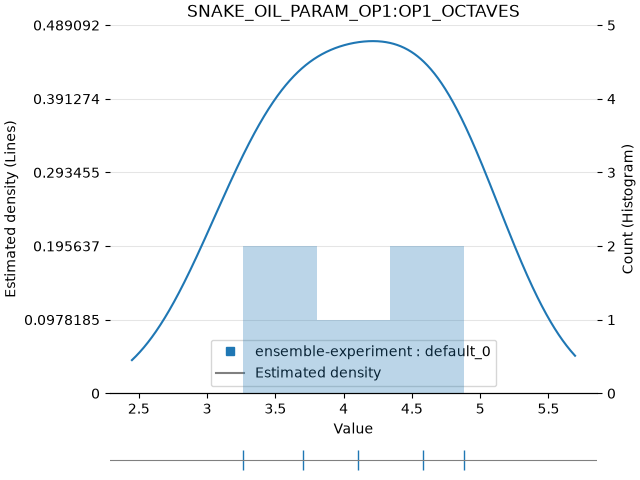 SNAKE_OIL_PARAM_OP1:OP1_OCTAVES
Estimated density (Lines)
0.489092
0.391274
0.293455
0.195637
0.0978185
0
5
4
3
2
1
0
Count (Histogram)
ensemble-experiment : default_0
Estimated density
2.5 3 3.5 4 4.5 5 5.5
Value